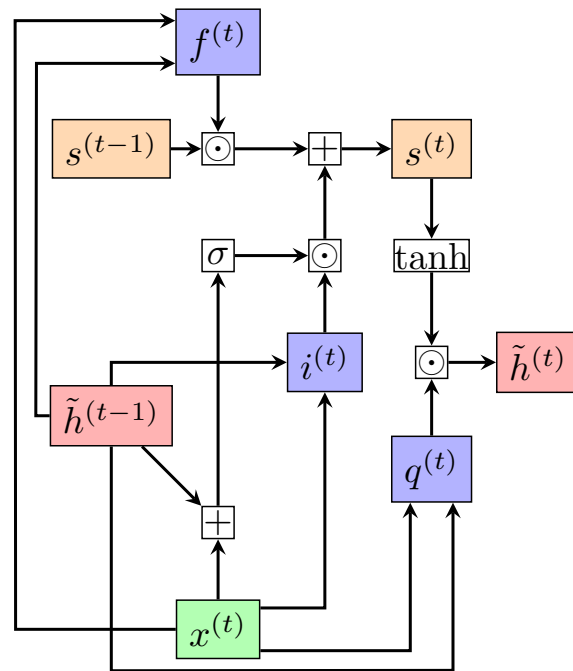 f^{(t)}
s^{(t−1)} ⊙ + s^{(t)}
σ ⊙ tanh
i^{(t)} ⊙ h̃^{(t)}
h̃^{(t−1)}
q^{(t)}
+
x^{(t)}